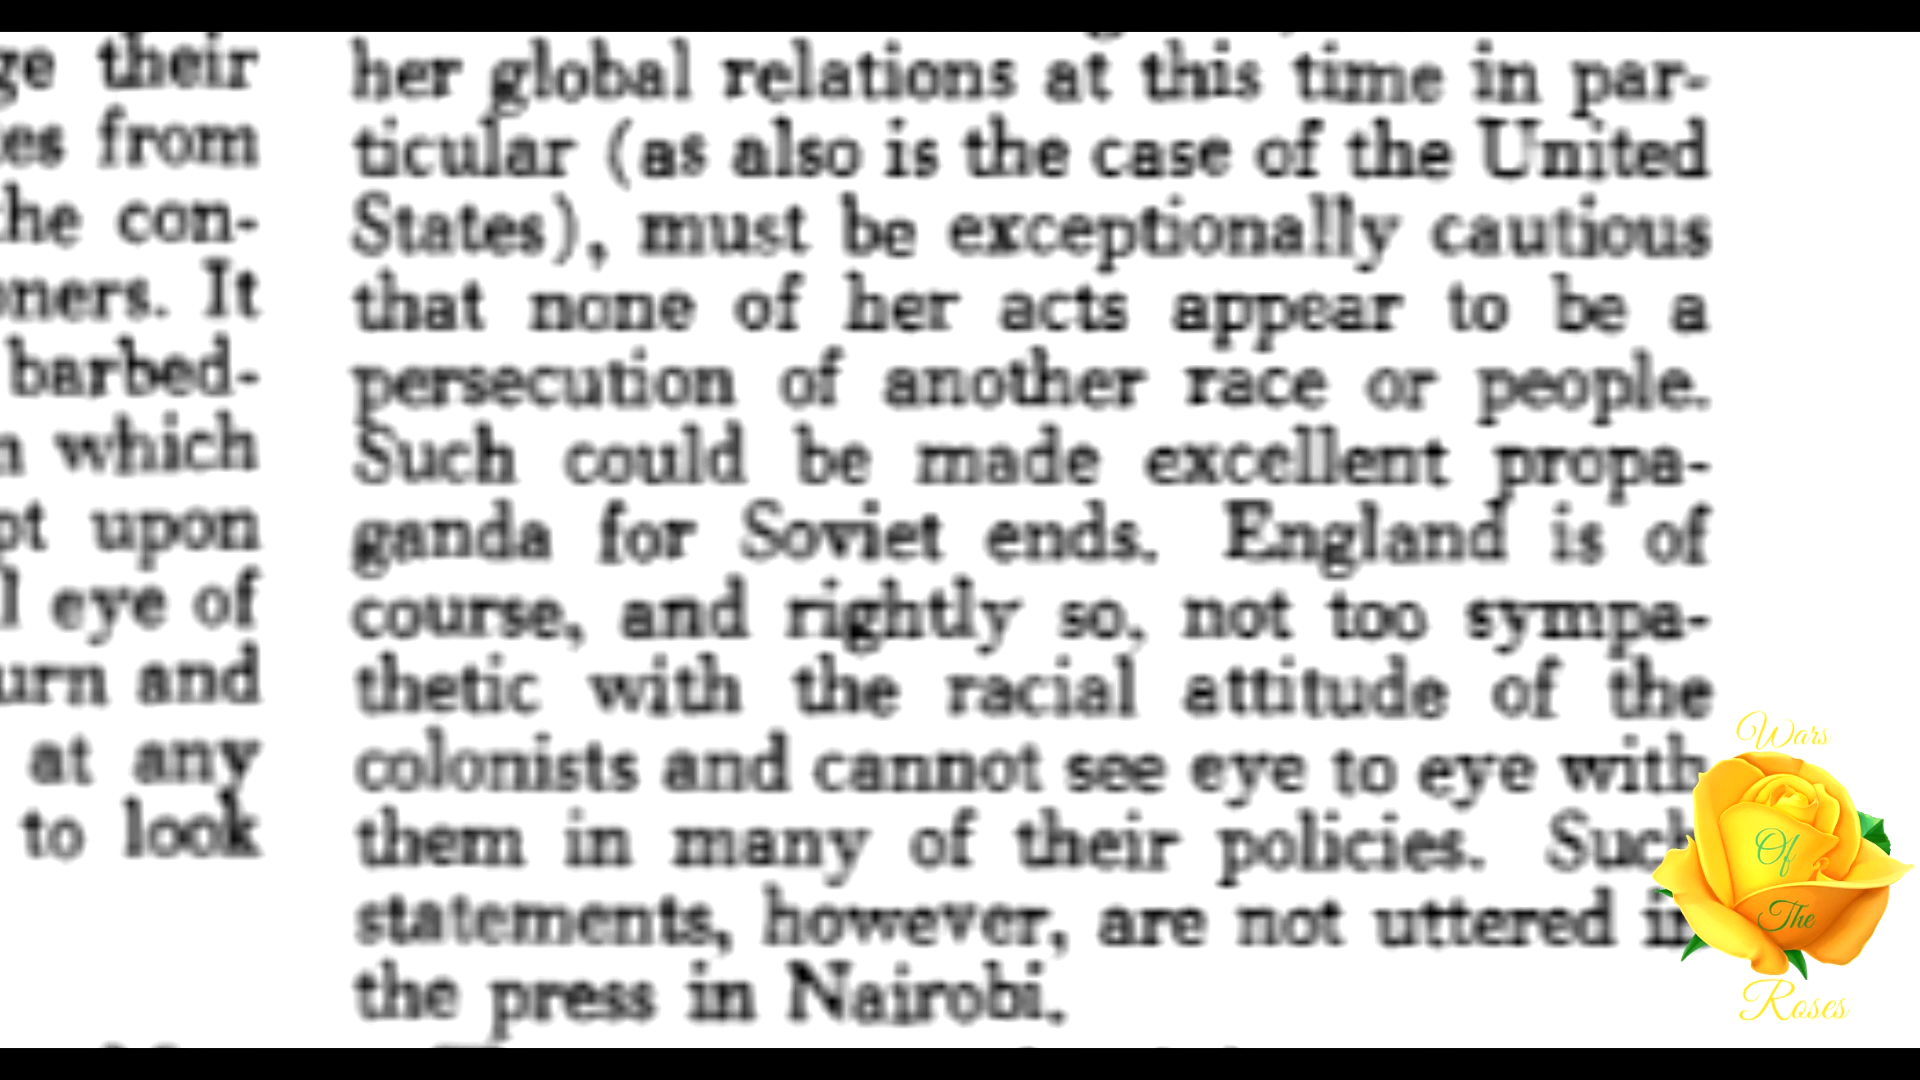 ge their
es from
the con-
oners. It
barbed-
which
pt upon
l eye of
urn and
at any
to look
her global relations at this time in par-
ticular (as also is the case of the United
States), must be exceptionally cautious
that none of her acts appear to be a
persecution of another race or people.
Such could be made excellent propa-
ganda for Soviet ends. England is of
course, and rightly so, not too sympa-
thetic with the racial attitude of the
colonists and cannot see eye to eye with
them in many of their policies. Such
statements, however, are not uttered in
the press in Nairobi.
Wars
Of
The
Roses